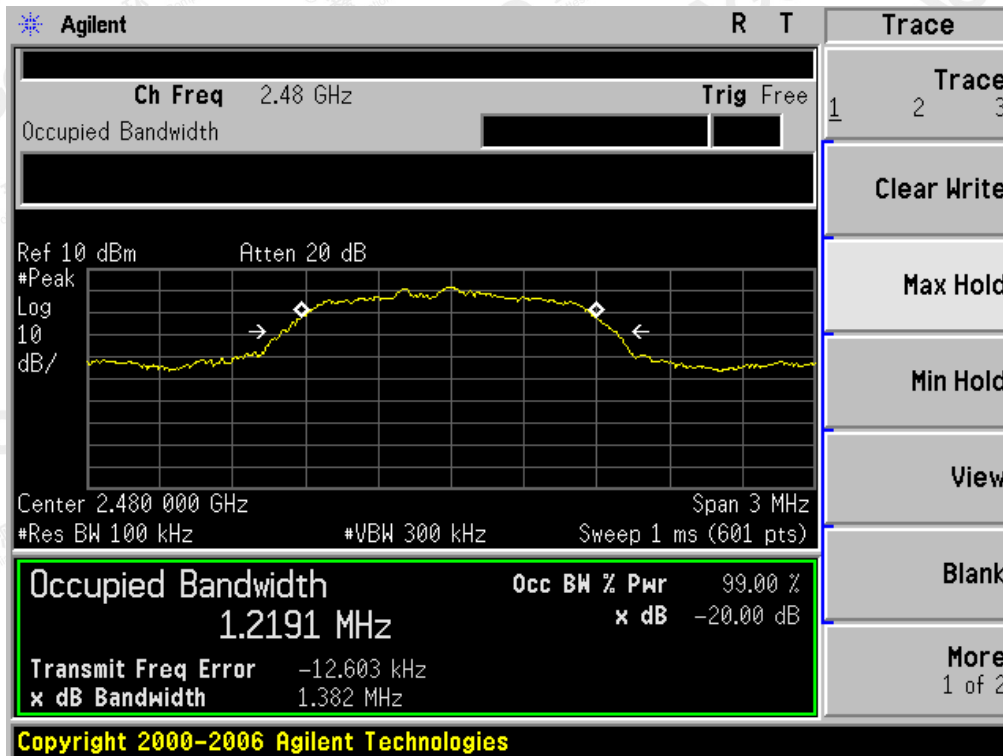 Agilent R T Trace
Ch Freq 2.48 GHz Trig Free
Occupied Bandwidth
Trace
1 2 3
Clear Write
Max Hold
Min Hold
View
Blank
More
1 of 2
Ref 10 dBm Atten 20 dB
#Peak
Log
10
dB/
Center 2.480 000 GHz Span 3 MHz
#Res BW 100 kHz #VBW 300 kHz Sweep 1 ms (601 pts)
Occupied Bandwidth Occ BW % Pwr 99.00 %
1.2191 MHz x dB -20.00 dB
Transmit Freq Error -12.603 kHz
x dB Bandwidth 1.382 MHz
Copyright 2000-2006 Agilent Technologies